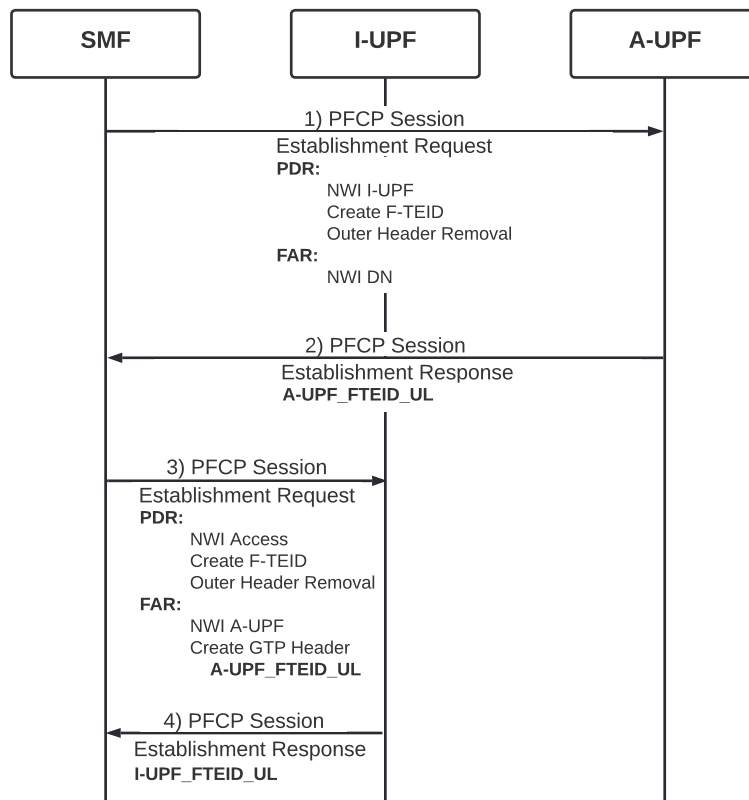 SMF
I-UPF
A-UPF
1) PFCP Session
Establishment Request
PDR:
NWI I-UPF
Create F-TEID
Outer Header Removal
FAR:
NWI DN
2) PFCP Session
Establishment Response
A-UPF_FTEID_UL
3) PFCP Session
Establishment Request
PDR:
NWI Access
Create F-TEID
Outer Header Removal
FAR:
NWI A-UPF
Create GTP Header
A-UPF_FTEID_UL
4) PFCP Session
Establishment Response
I-UPF_FTEID_UL